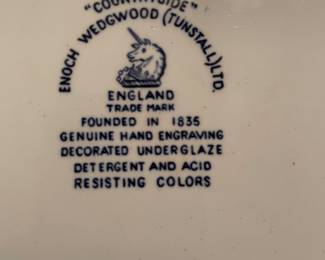 "COUNTRYSIDE"
ENOCH WEDGWOOD (TUNSTALL) LTD.
ENGLAND
TRADE MARK
FOUNDED IN 1835
GENUINE HAND ENGRAVING
DECORATED UNDERGLAZE
DETERGENT AND ACID
RESISTING COLORS